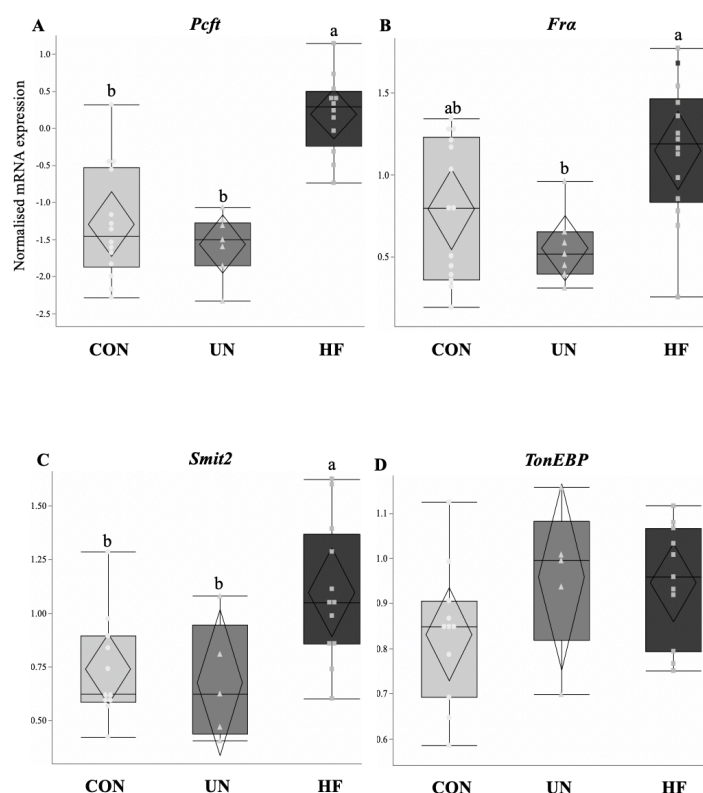 A Pcft
B Frα
Normalised mRNA expression
1.0
0.5
0.0
-0.5
-1.0
-1.5
-2.0
-2.5
b
b
a
CON UN HF
1.5
1.0
0.5
ab
b
a
CON UN HF
C Smit2
D TonEBP
1.50
1.25
1.00
0.75
0.50
b
b
a
CON UN HF
1.1
1.0
0.9
0.8
0.7
0.6
CON UN HF